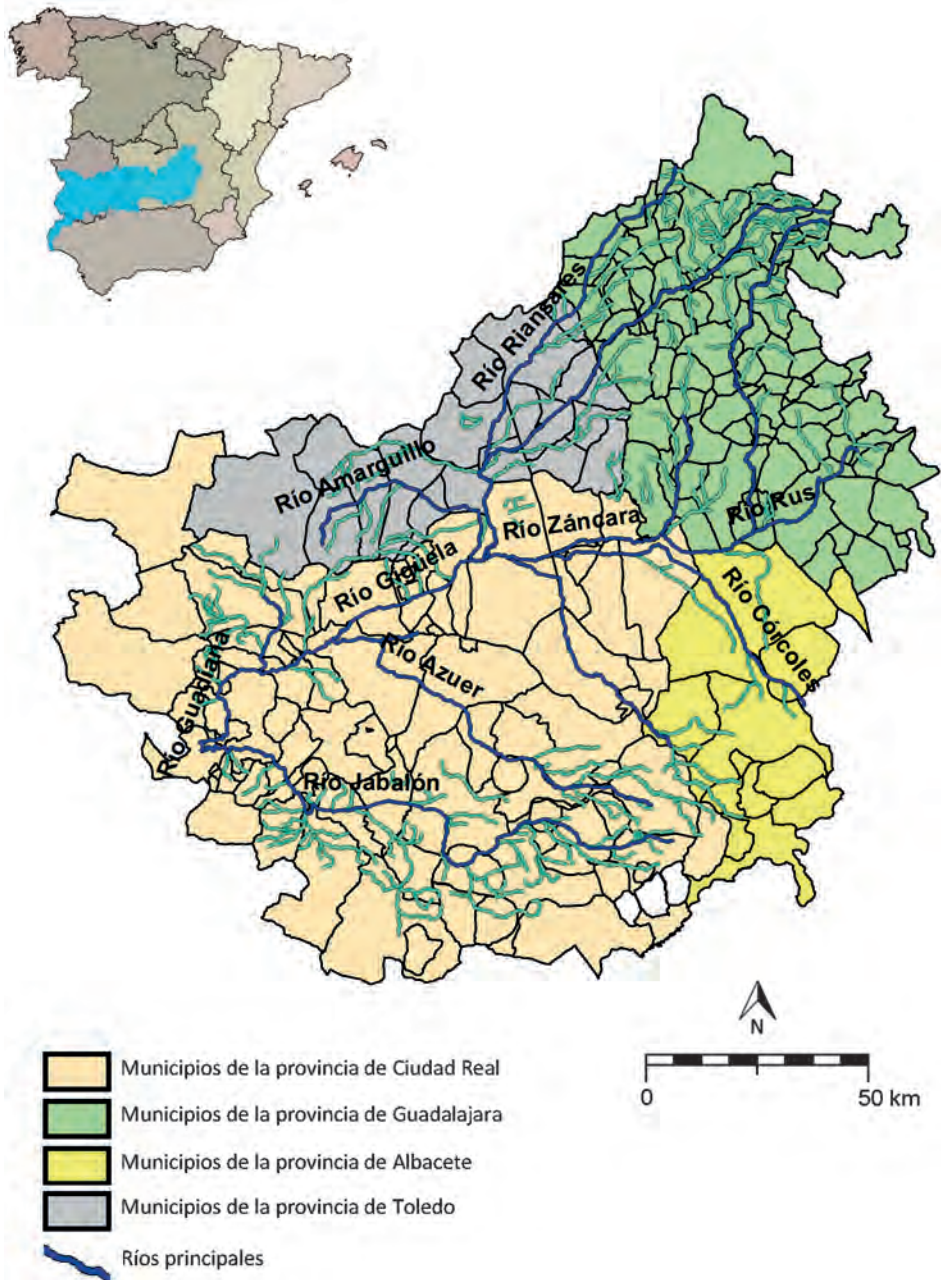 Río Riansares
Río Amarguillo
Río Záncara
Río Rus
Río Gigüela
Río Córcoles
Río Azuer
Río Guadiana
Río Jabalón
N
0 50 km
Municipios de la provincia de Ciudad Real
Municipios de la provincia de Guadalajara
Municipios de la provincia de Albacete
Municipios de la provincia de Toledo
Ríos principales